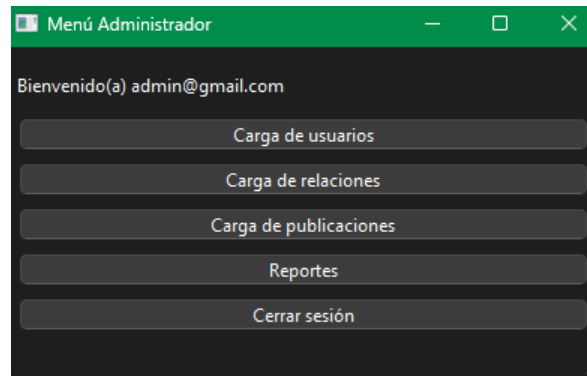 Menú Administrador
Bienvenido(a) admin@gmail.com
Carga de usuarios
Carga de relaciones
Carga de publicaciones
Reportes
Cerrar sesión